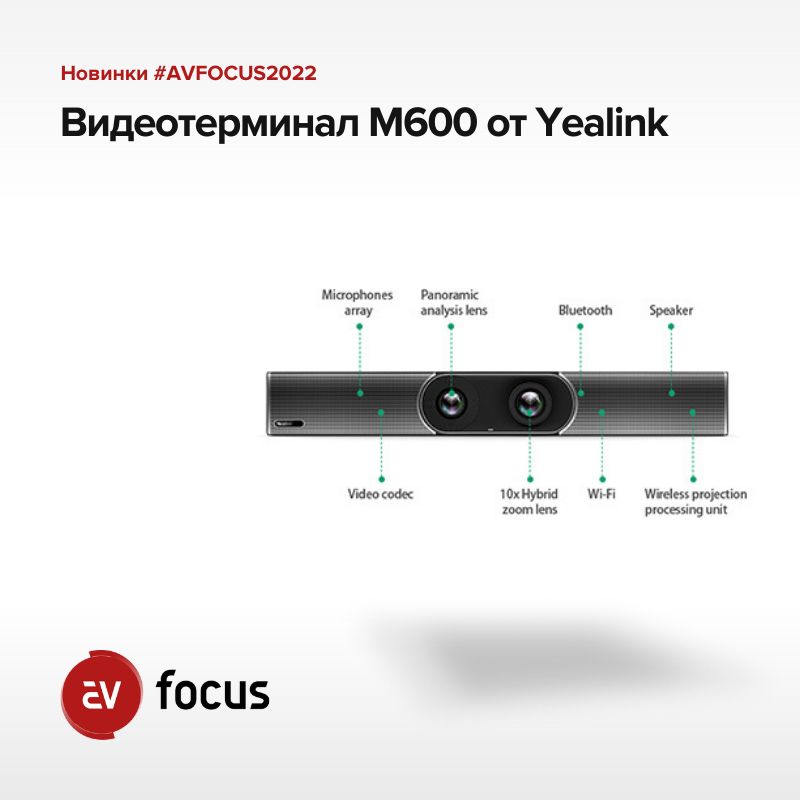 Новинки #AVFOCUS2022
Видеотерминал M600 от Yealink
Microphones
array
Panoramic
analysis lens
Bluetooth
Speaker
Video codec
10x Hybrid
zoom lens
Wi-Fi
Wireless projection
processing unit
av focus